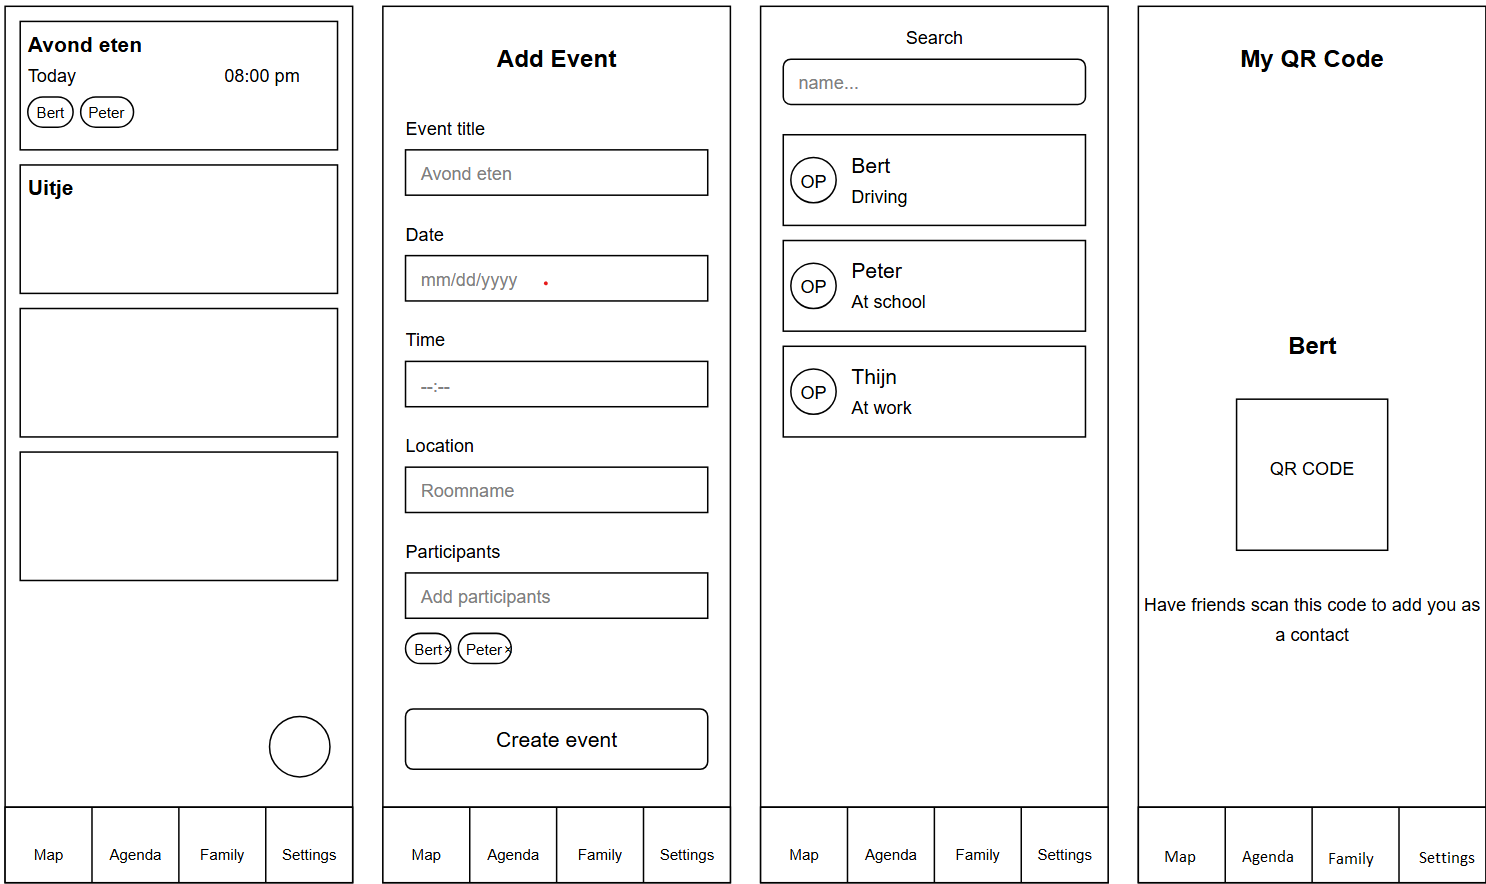 Avond eten
Today 08:00 pm
Bert Peter
Uitje
Map Agenda Family Settings
Add Event
Event title
Avond eten
Date
mm/dd/yyyy
Time
--:--
Location
Roomname
Participants
Add participants
Bert× Peter×
Create event
Map Agenda Family Settings
Search
name...
OP Bert
Driving
OP Peter
At school
OP Thijn
At work
Map Agenda Family Settings
My QR Code
Bert
QR CODE
Have friends scan this code to add you as
a contact
Map Agenda Family Settings